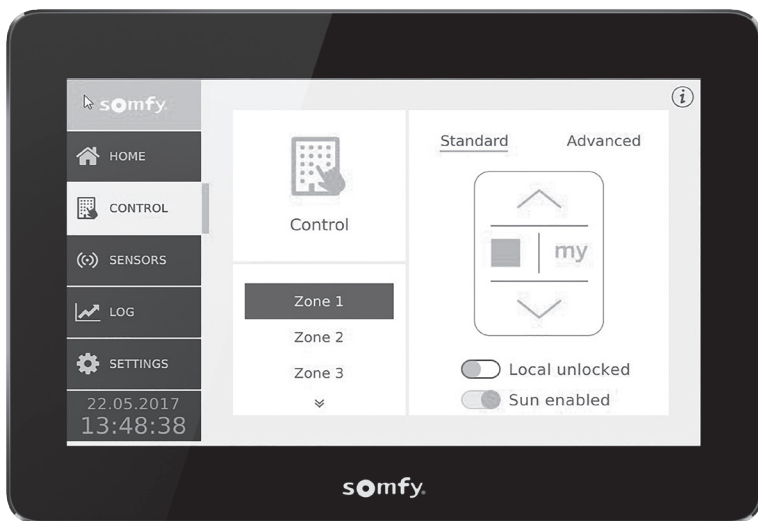 somfy.
HOME
CONTROL
SENSORS
LOG
SETTINGS
22.05.2017
13:48:38
Control
Zone 1
Zone 2
Zone 3
i
Standard
Advanced
my
Local unlocked
Sun enabled
somfy.